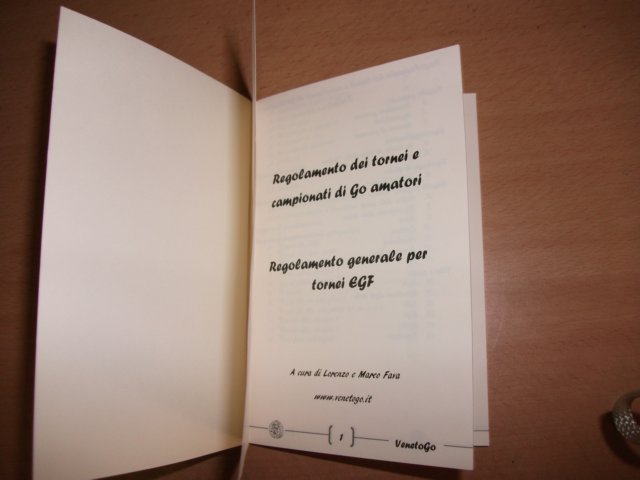 Regolamento dei tornei e
campionati di Go amatori
Regolamento generale per
tornei EGF
A cura di Lorenzo e Marco Fava
www.venetogo.it
1
VenetoGo